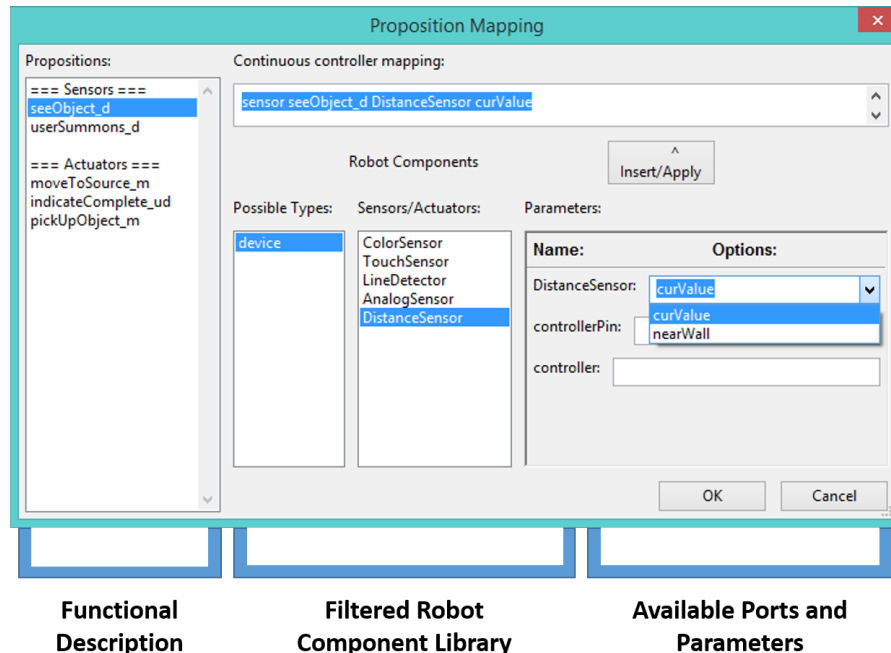 Proposition Mapping
Propositions:
=== Sensors ===
seeObject_d
userSummons_d
=== Actuators ===
moveToSource_m
indicateComplete_ud
pickUpObject_m
Continuous controller mapping:
sensor seeObject_d DistanceSensor curValue
Robot Components
^
Insert/Apply
Possible Types:
device
Sensors/Actuators:
ColorSensor
TouchSensor
LineDetector
AnalogSensor
DistanceSensor
Parameters:
Name: Options:
DistanceSensor: curValue
curValue
nearWall
controllerPin:
controller:
OK Cancel
Functional
Description
Filtered Robot
Component Library
Available Ports and
Parameters